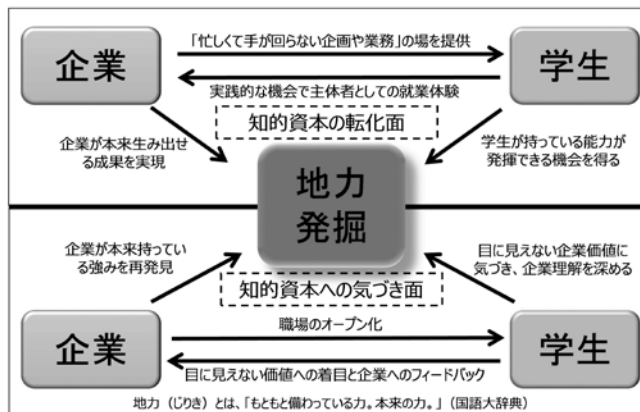 「忙しくて手が回らない企画や業務」の場を提供
企業
学生
実践的な機会で主体者としての就業体験
知的資本の転化面
企業が本来生み出せ
る成果を実現
学生が持っている能力が
発揮できる機会を得る
地力
発掘
企業が本来持ってい
る強みを再発見
目に見えない企業価値に
気づき、企業理解を深める
知的資本への気づき面
職場のオープン化
企業
学生
目に見えない価値への着目と企業へのフィードバック
地力（じりき）とは、「もともと備わっている力。本来の力。」（国語大辞典）